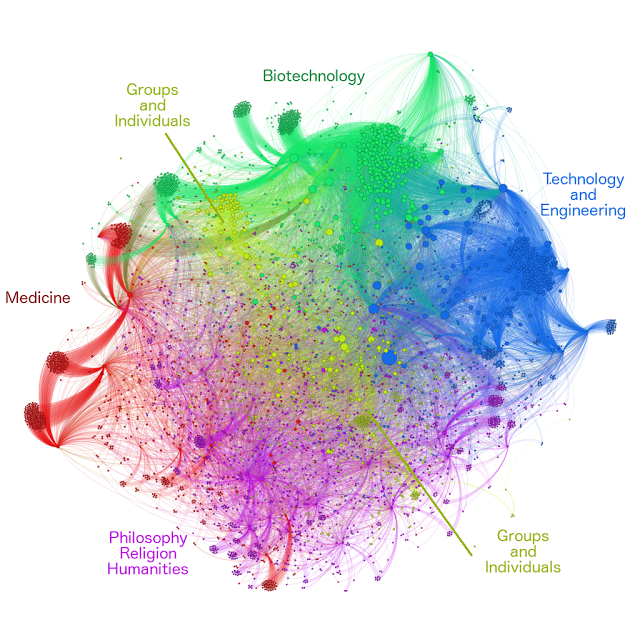 Biotechnology
Groups
and
Individuals
Technology
and
Engineering
Medicine
Philosophy
Religion
Humanities
Groups
and
Individuals